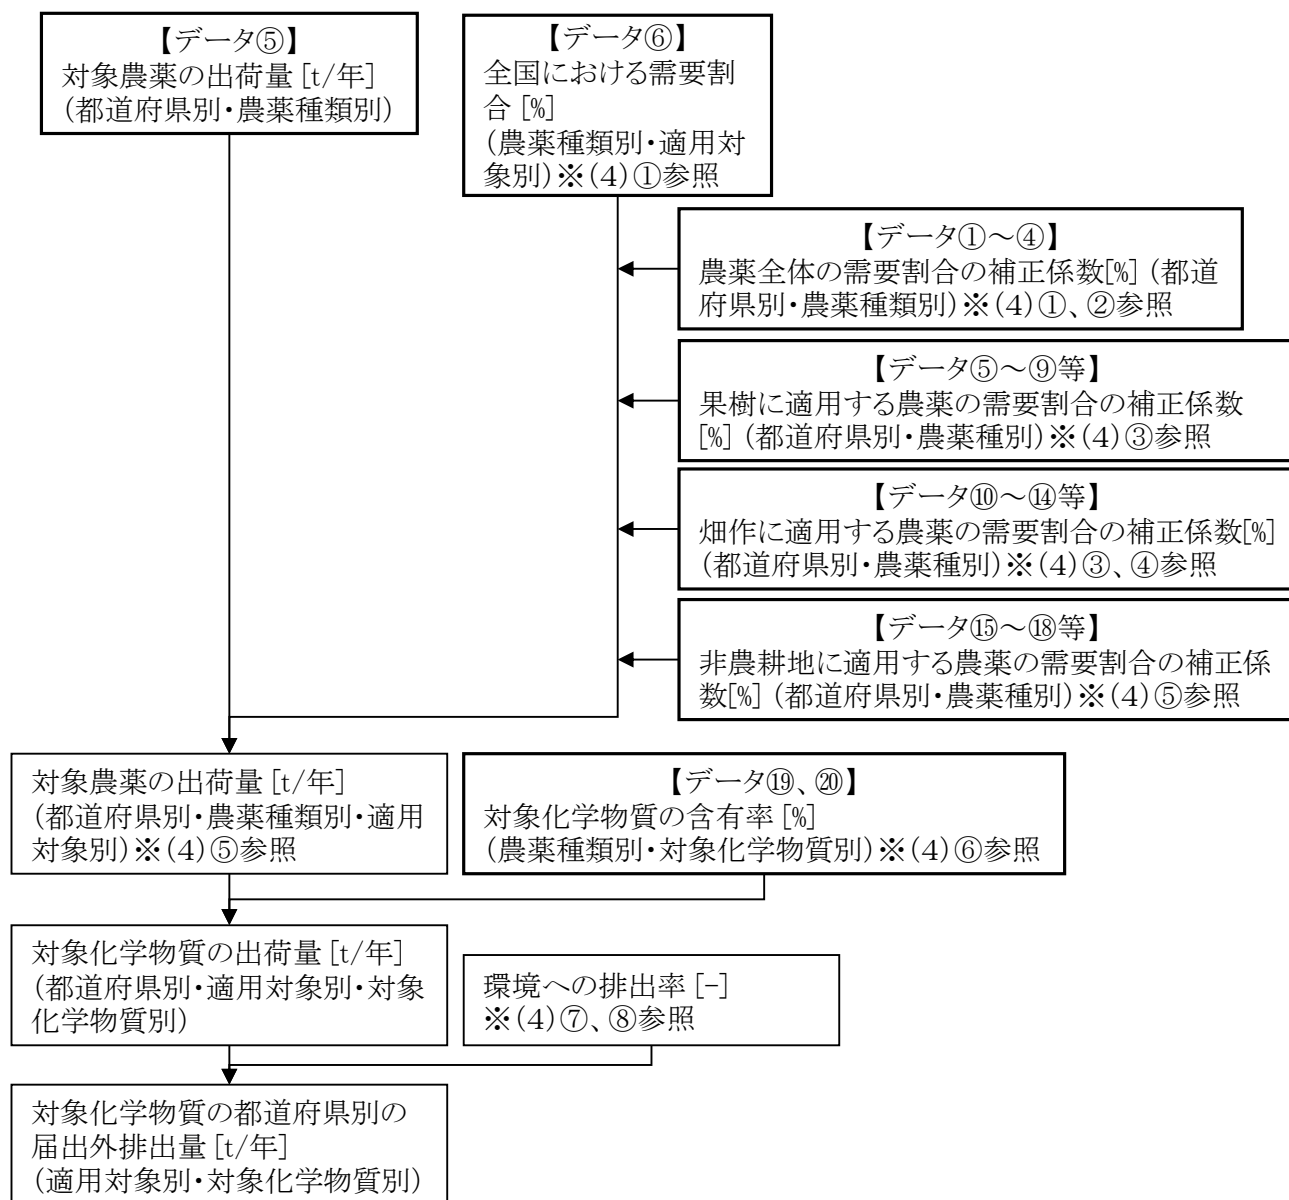 【データ⑤】
対象農薬の出荷量[t/年]
(都道府県別・農薬種類別)
【データ⑥】
全国における需要割
合[%]
(農薬種類別・適用対
象別)※(4)①参照
【データ①～④】
農薬全体の需要割合の補正係数[%](都道
府県別・農薬種類別)※(4)①、②参照
【データ⑤～⑨等】
果樹に適用する農薬の需要割合の補正係数
[%](都道府県別・農薬種別)※(4)③参照
【データ⑩～⑭等】
畑作に適用する農薬の需要割合の補正係数[%]
(都道府県別・農薬種別)※(4)③、④参照
【データ⑮～⑱等】
非農耕地に適用する農薬の需要割合の補正係
数[%](都道府県別・農薬種別)※(4)⑤参照
対象農薬の出荷量[t/年]
(都道府県別・農薬種類別・適用
対象別)※(4)⑤参照
【データ⑲、⑳】
対象化学物質の含有率[%]
(農薬種類別・対象化学物質別)※(4)⑥参照
対象化学物質の出荷量[t/年]
(都道府県別・適用対象別・対象
化学物質別)
環境への排出率[-]
※(4)⑦、⑧参照
対象化学物質の都道府県別の
届出外排出量[t/年]
(適用対象別・対象化学物質別)